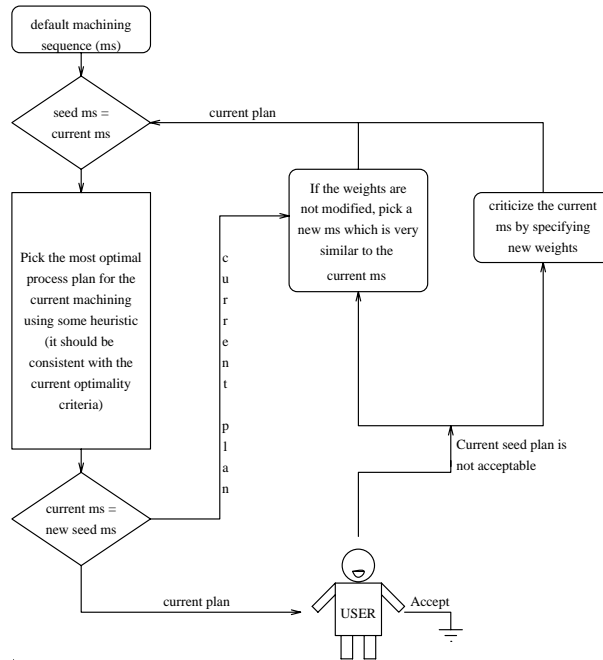 default machining
sequence (ms)
seed ms =
current ms
current plan
If the weights are
not modified, pick a
new ms which is very
similar to the
current ms
criticize the current
ms by specifying
new weights
Pick the most optimal
process plan for the
current machining
using some heuristic
(it should be
consistent with the
current optimality
criteria)
current plan
Current seed plan is
not acceptable
current ms =
new seed ms
current plan
USER
Accept